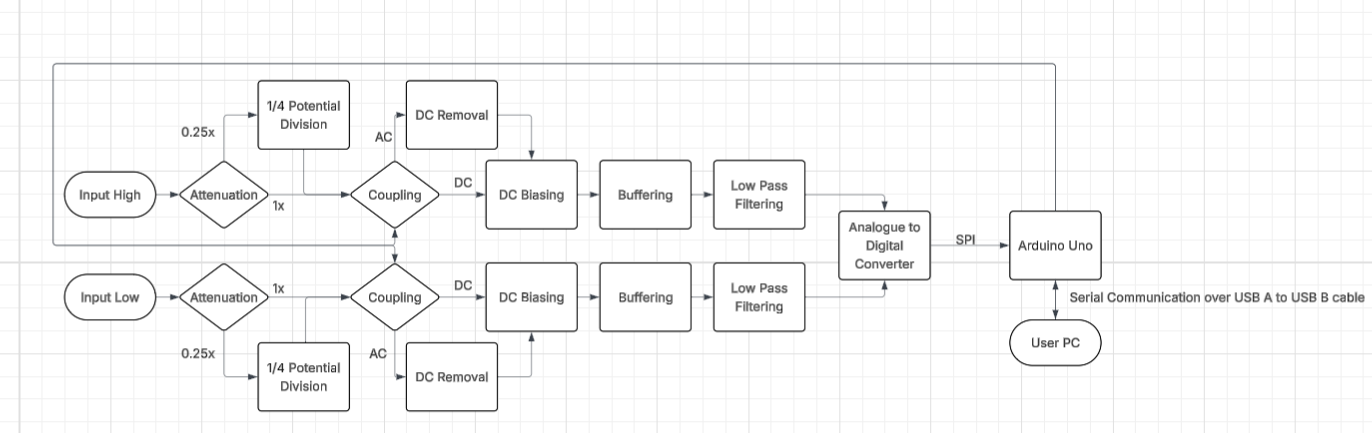 1/4 Potential
Division
DC Removal
0.25x
AC
Input High
Attenuation
1x
Coupling
DC
DC Biasing
Buffering
Low Pass
Filtering
Analogue to
Digital
Converter
SPI
Arduino Uno
Input Low
Attenuation
1x
Coupling
DC
DC Biasing
Buffering
Low Pass
Filtering
Serial Communication over USB A to USB B cable
0.25x
AC
1/4 Potential
Division
DC Removal
User PC